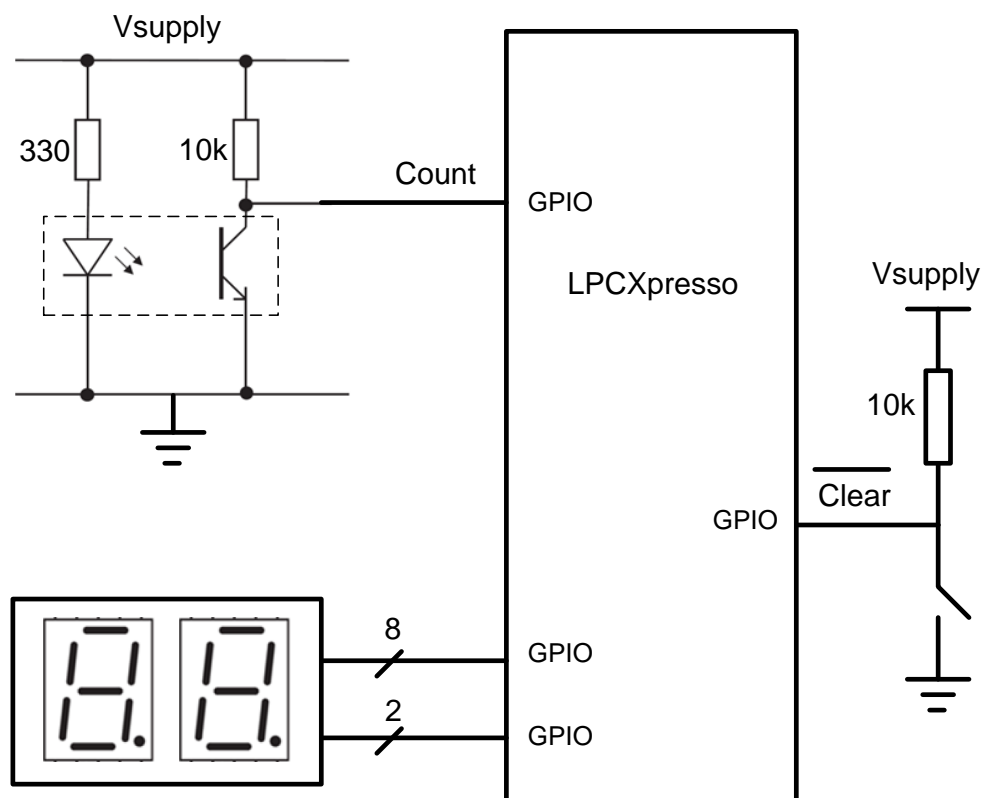 Vsupply
330
10k
Count
GPIO
LPCXpresso
Vsupply
10k
Clear
GPIO
8
GPIO
2
GPIO